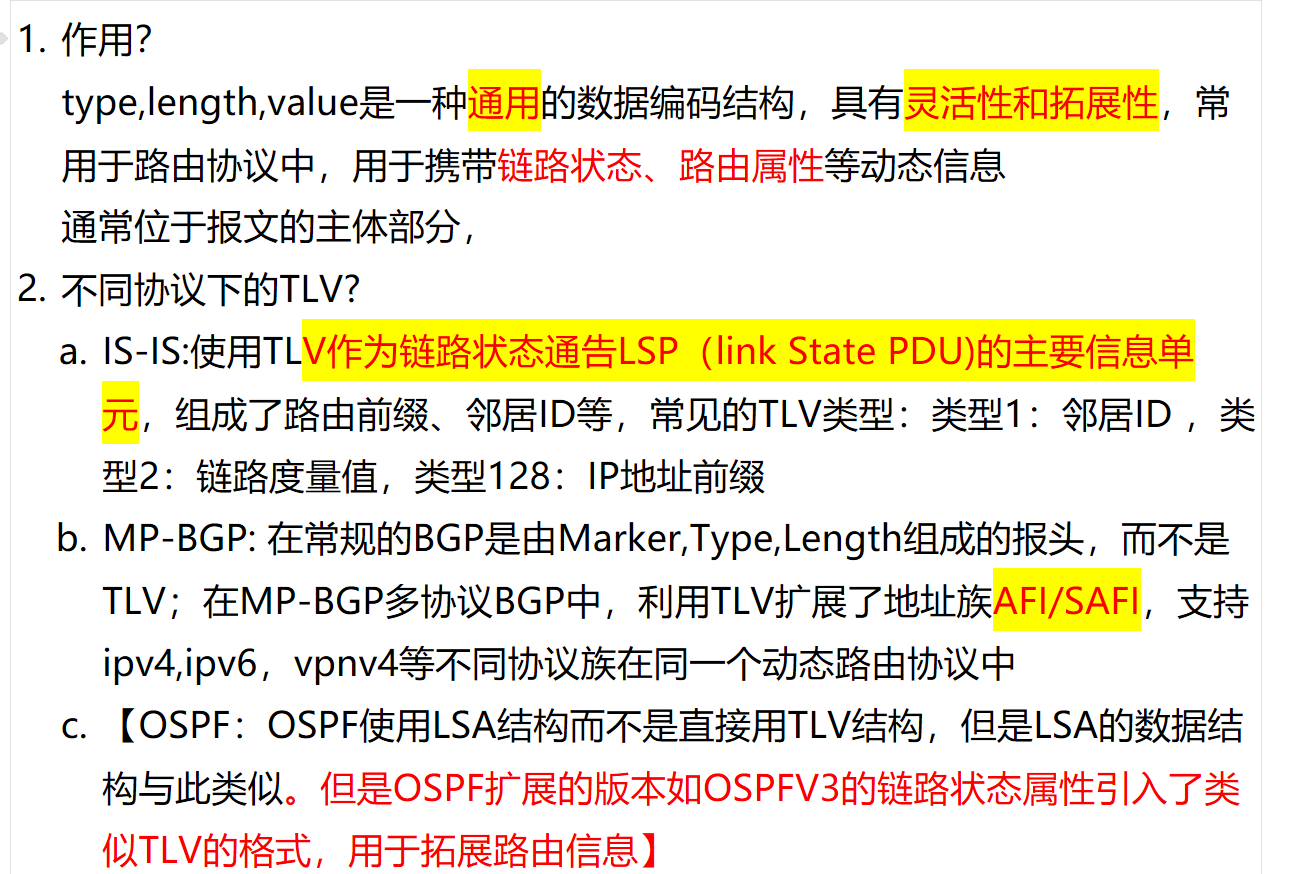 1. 作用?
type,length,value是一种通用的数据编码结构，具有灵活性和拓展性，常
用于路由协议中，用于携带链路状态、路由属性等动态信息
通常位于报文的主体部分，
2. 不同协议下的TLV?
a. IS-IS:使用TLV作为链路状态通告LSP（link State PDU)的主要信息单
元，组成了路由前缀、邻居ID等，常见的TLV类型：类型1：邻居ID ，类
型2：链路度量值，类型128：IP地址前缀
b. MP-BGP: 在常规的BGP是由Marker,Type,Length组成的报头，而不是
TLV；在MP-BGP多协议BGP中，利用TLV扩展了地址族AFI/SAFI，支持
ipv4,ipv6，vpnv4等不同协议族在同一个动态路由协议中
c. 【OSPF：OSPF使用LSA结构而不是直接用TLV结构，但是LSA的数据结
构与此类似。但是OSPF扩展的版本如OSPFV3的链路状态属性引入了类
似TLV的格式，用于拓展路由信息】